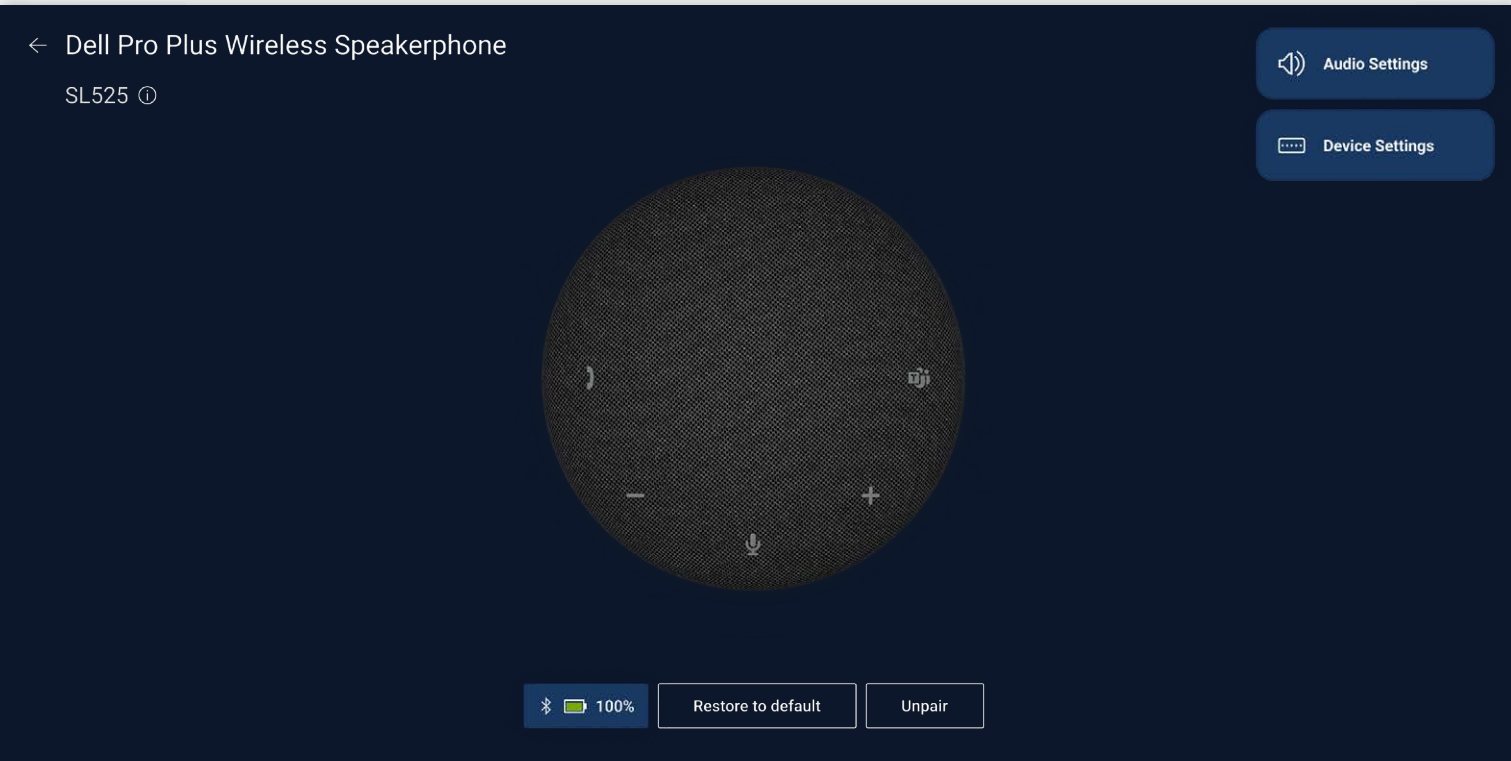 Dell Pro Plus Wireless Speakerphone
SL525
Audio Settings
Device Settings
100%
Restore to default
Unpair